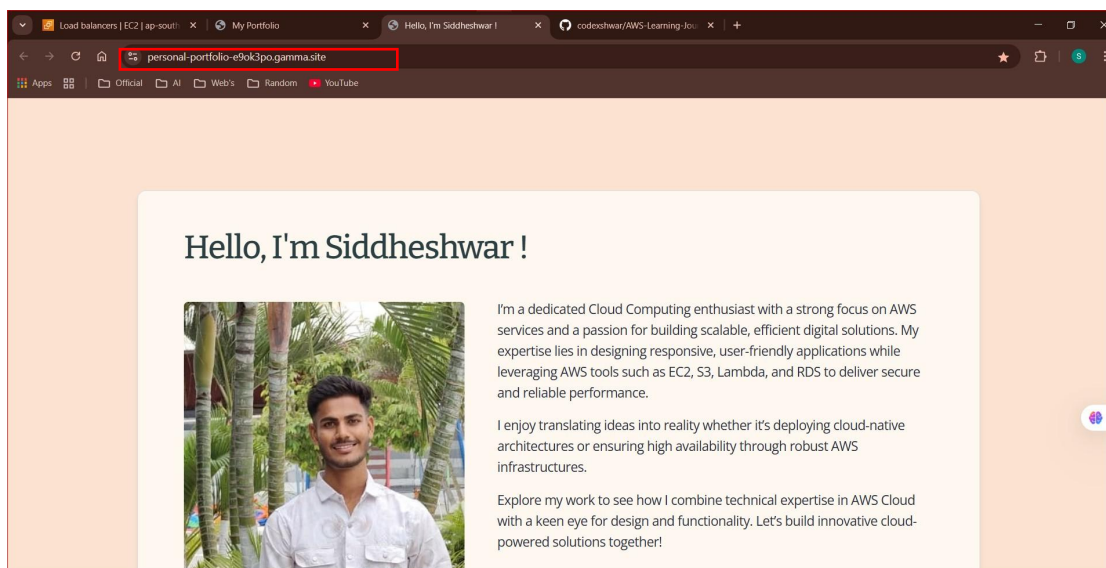 Load balancers | EC2 | ap-south
My Portfolio
Hello, I'm Siddheshwar !
codexshwar/AWS-Learning-Jou
personal-portfolio-e9ok3po.gamma.site
S
Apps
Official
AI
Web's
Random
YouTube
Hello, I'm Siddheshwar !
I'm a dedicated Cloud Computing enthusiast with a strong focus on AWS
services and a passion for building scalable, efficient digital solutions. My
expertise lies in designing responsive, user-friendly applications while
leveraging AWS tools such as EC2, S3, Lambda, and RDS to deliver secure
and reliable performance.
I enjoy translating ideas into reality whether it's deploying cloud-native
architectures or ensuring high availability through robust AWS
infrastructures.
Explore my work to see how I combine technical expertise in AWS Cloud
with a keen eye for design and functionality. Let's build innovative cloud-
powered solutions together!